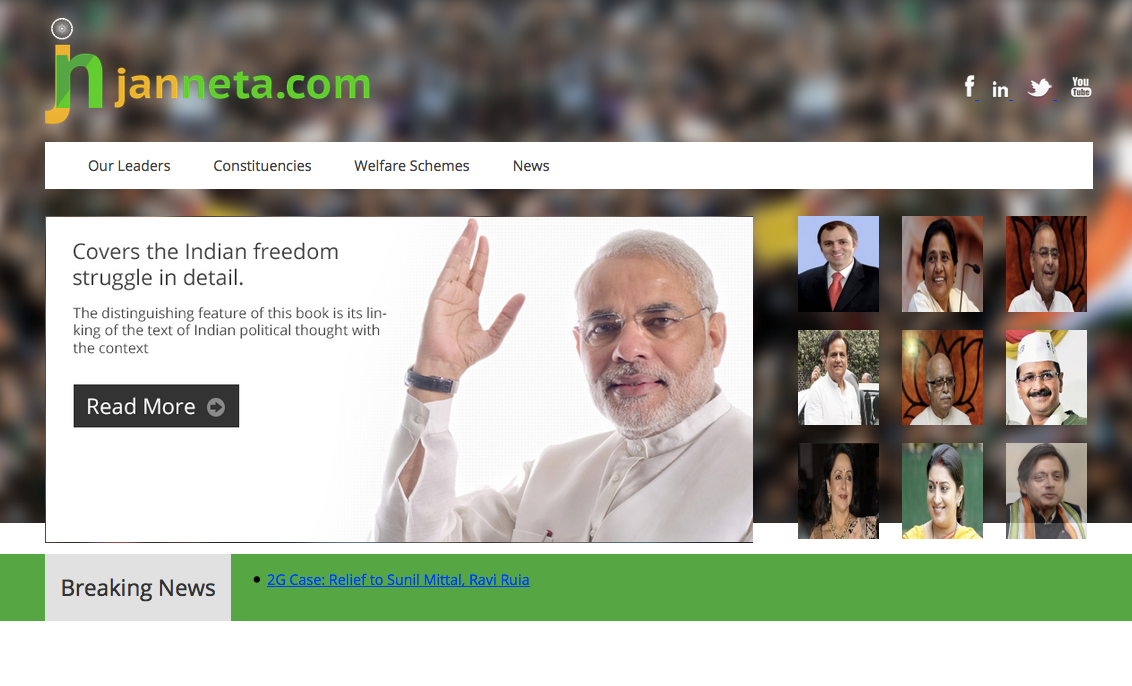 janneta.com
f in You
Tube
Our Leaders Constituencies Welfare Schemes News
Covers the Indian freedom
struggle in detail.
The distinguishing feature of this book is its lin-
king of the text of Indian political thought with
the context
Read More
Breaking News
2G Case: Relief to Sunil Mittal, Ravi Ruia